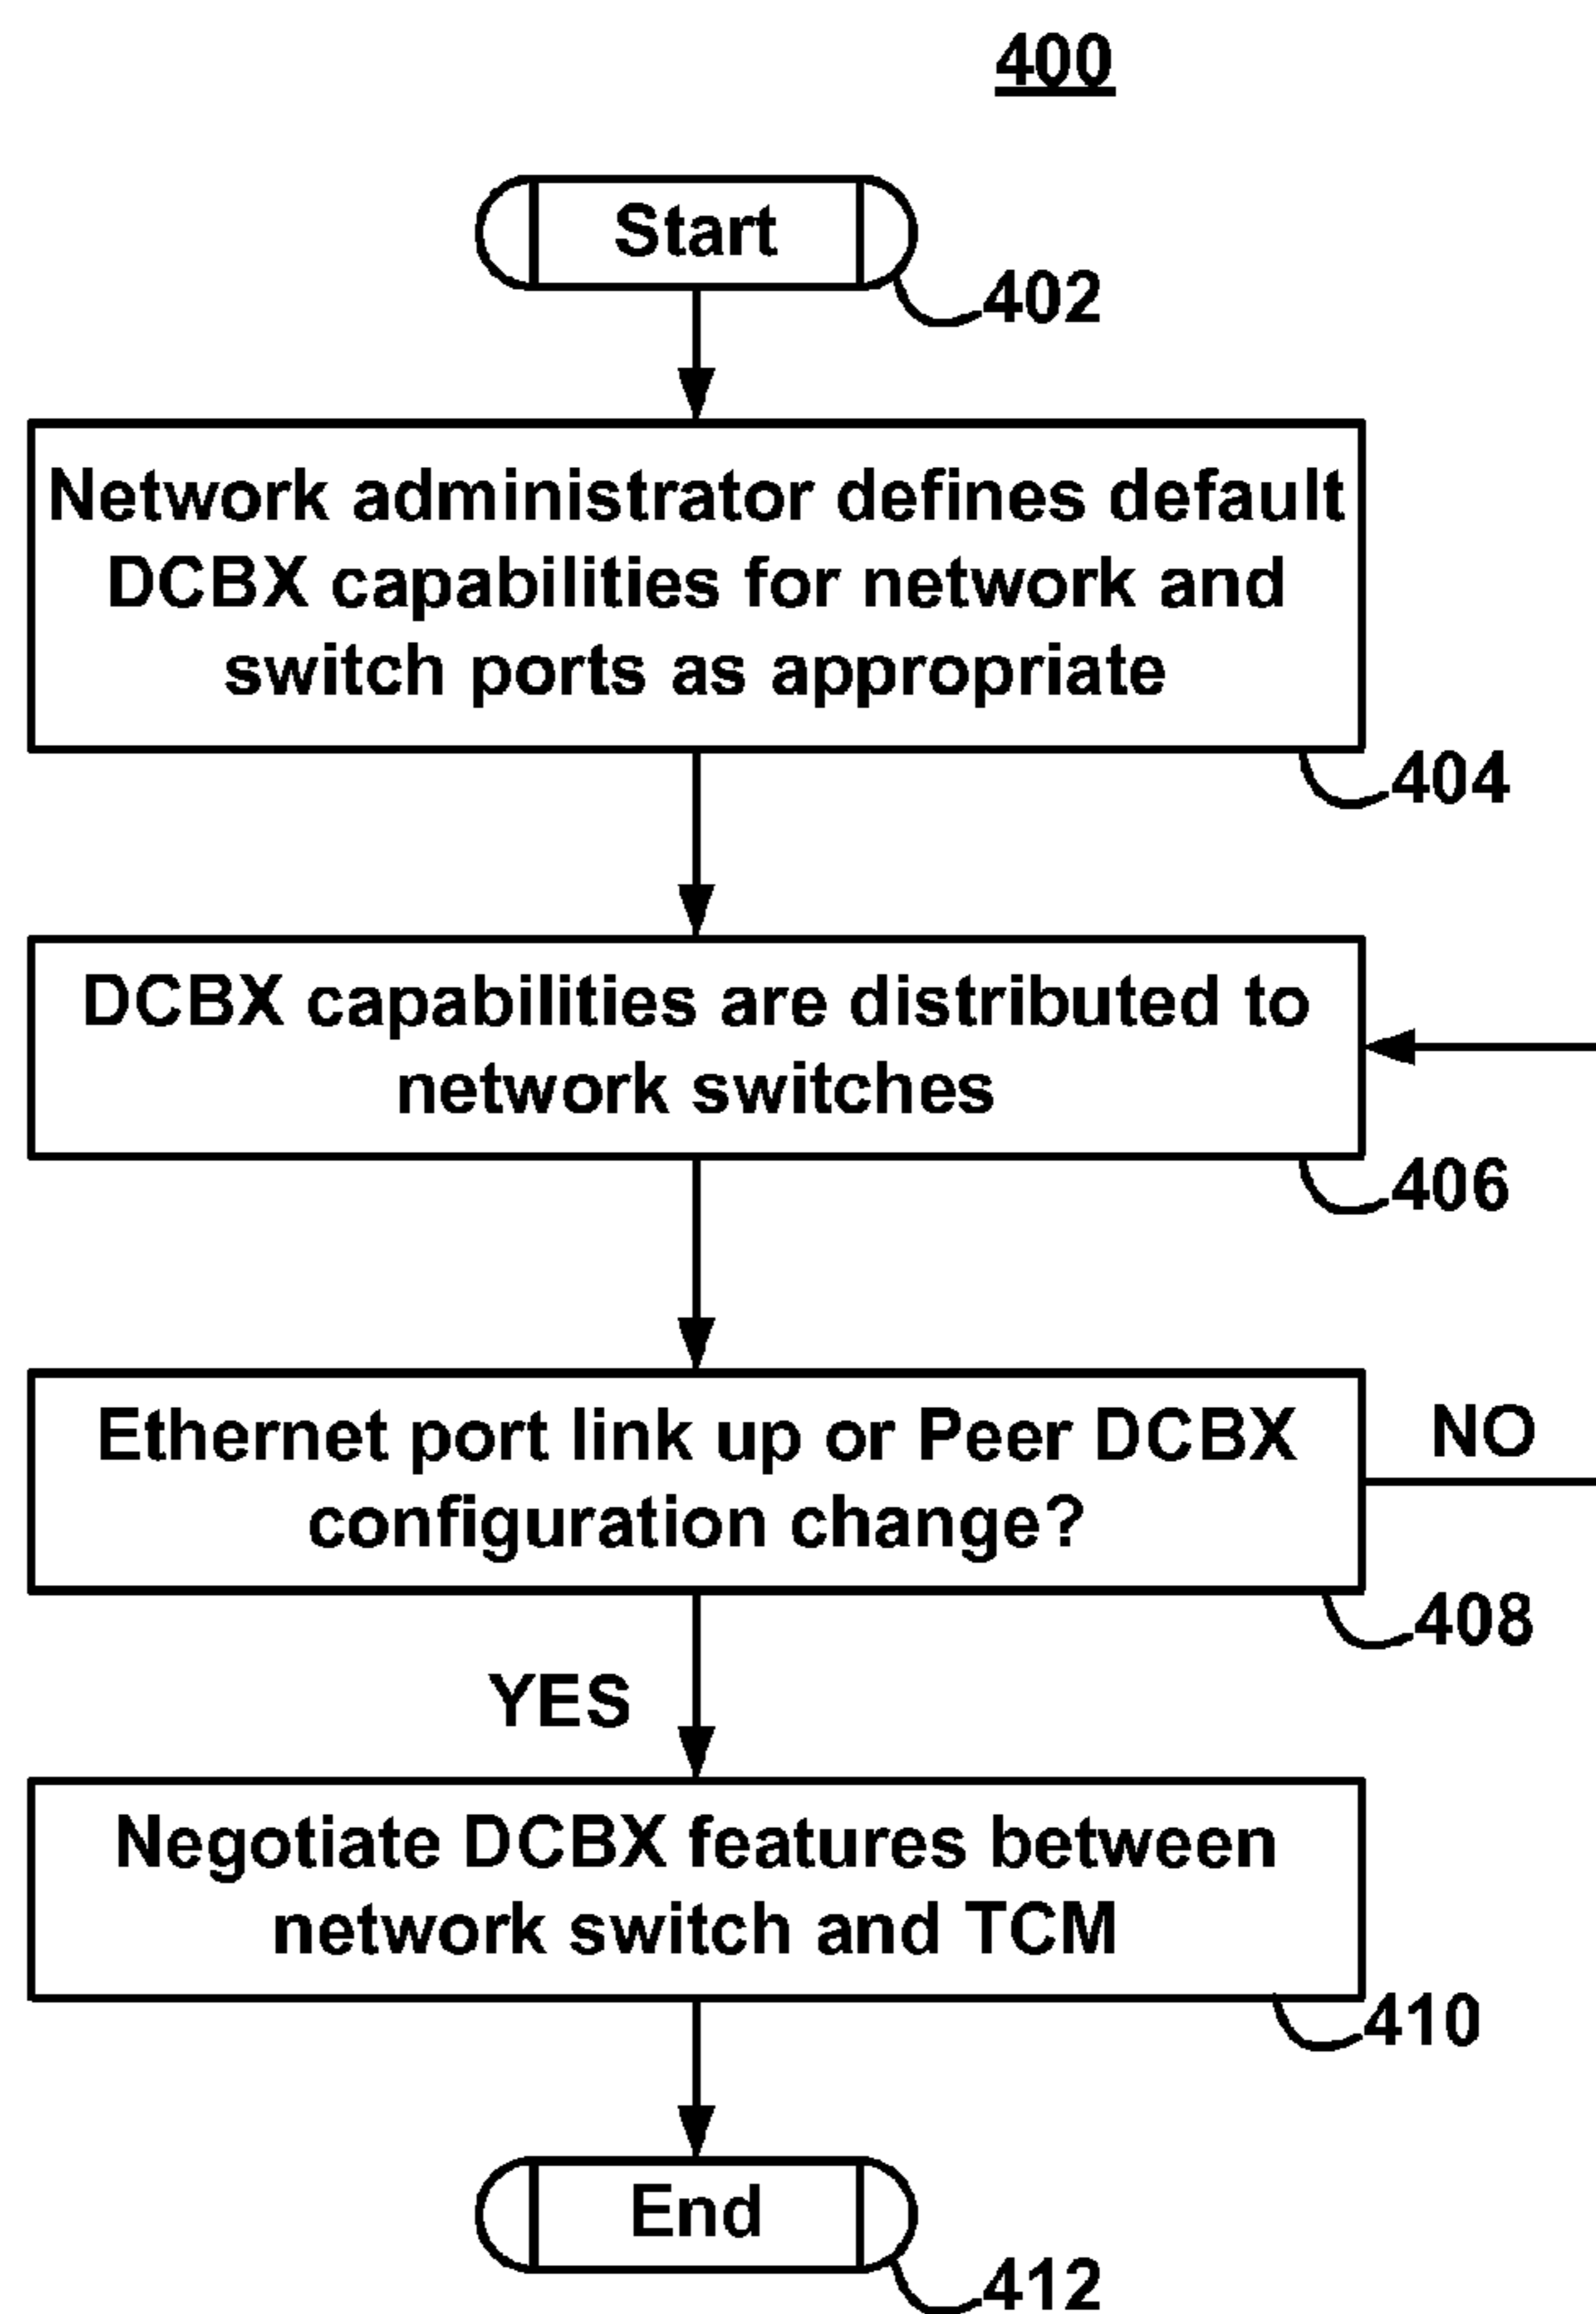 400
Start
402
Network administrator defines default
DCBX capabilities for network and
switch ports as appropriate
404
DCBX capabilities are distributed to
network switches
406
Ethernet port link up or Peer DCBX
configuration change?
NO
408
YES
Negotiate DCBX features between
network switch and TCM
410
End
412